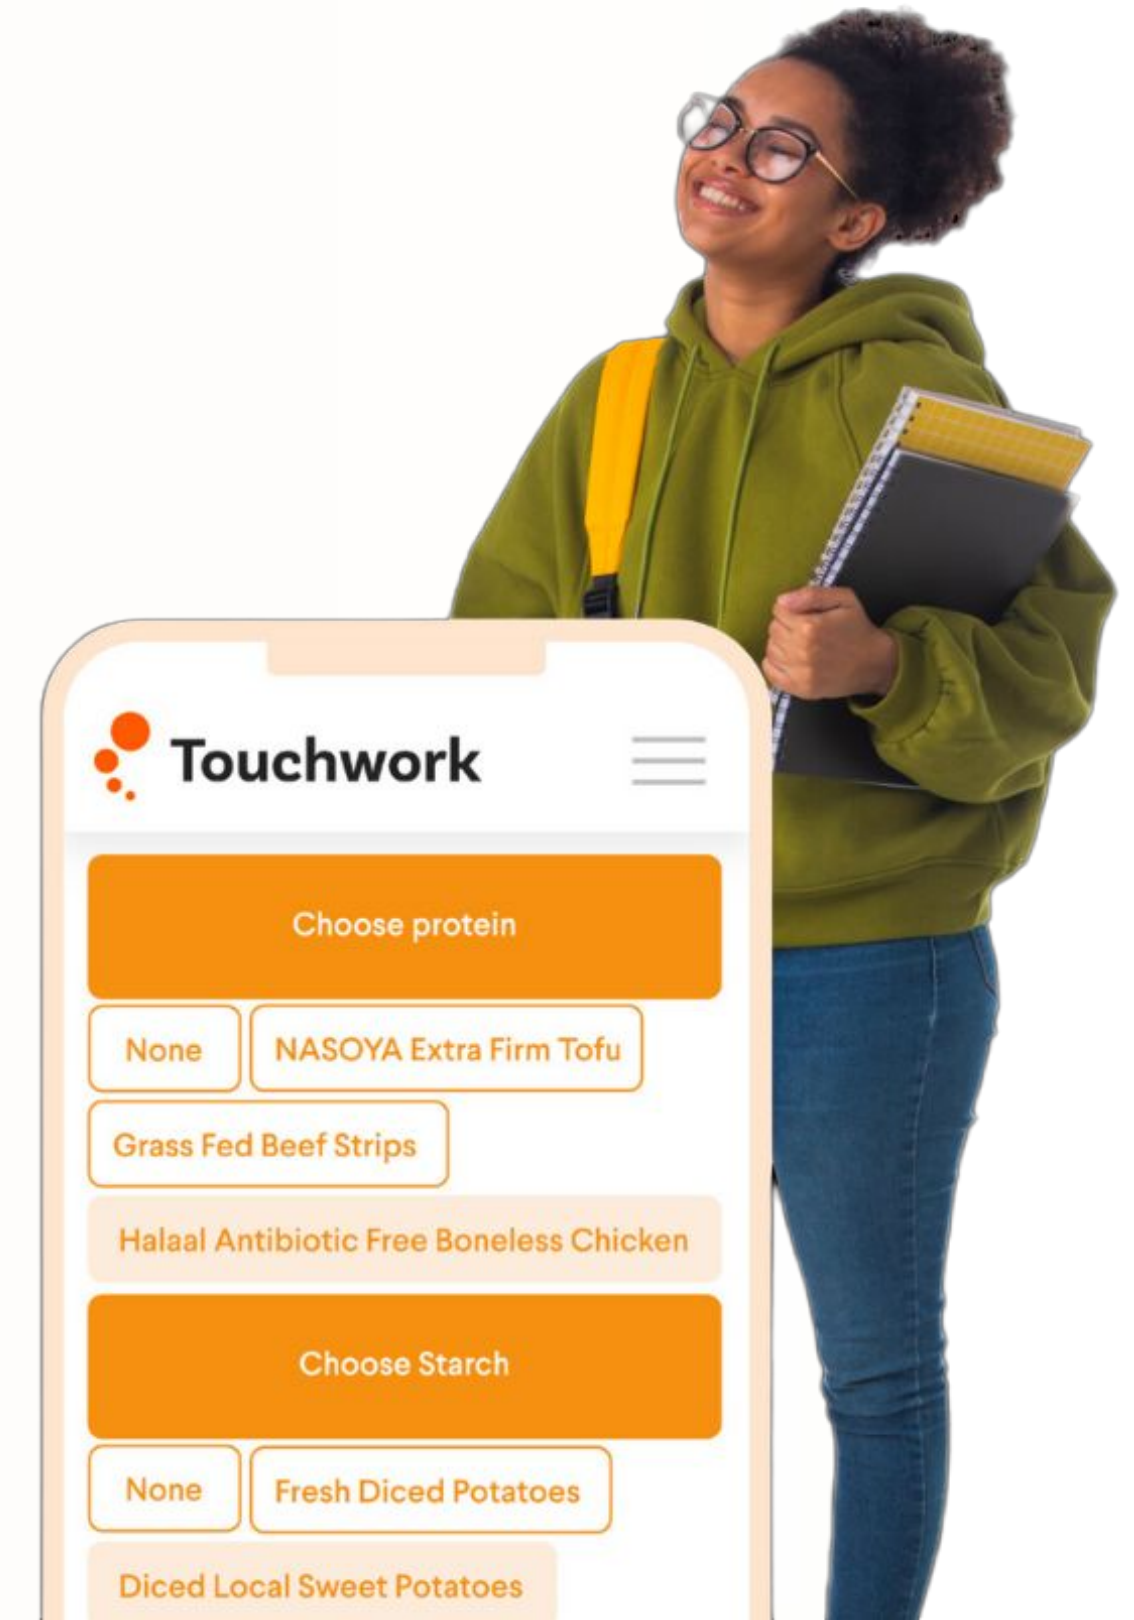 Touchwork
Choose protein
None
NASOYA Extra Firm Tofu
Grass Fed Beef Strips
Halaal Antibiotic Free Boneless Chicken
Choose Starch
None
Fresh Diced Potatoes
Diced Local Sweet Potatoes